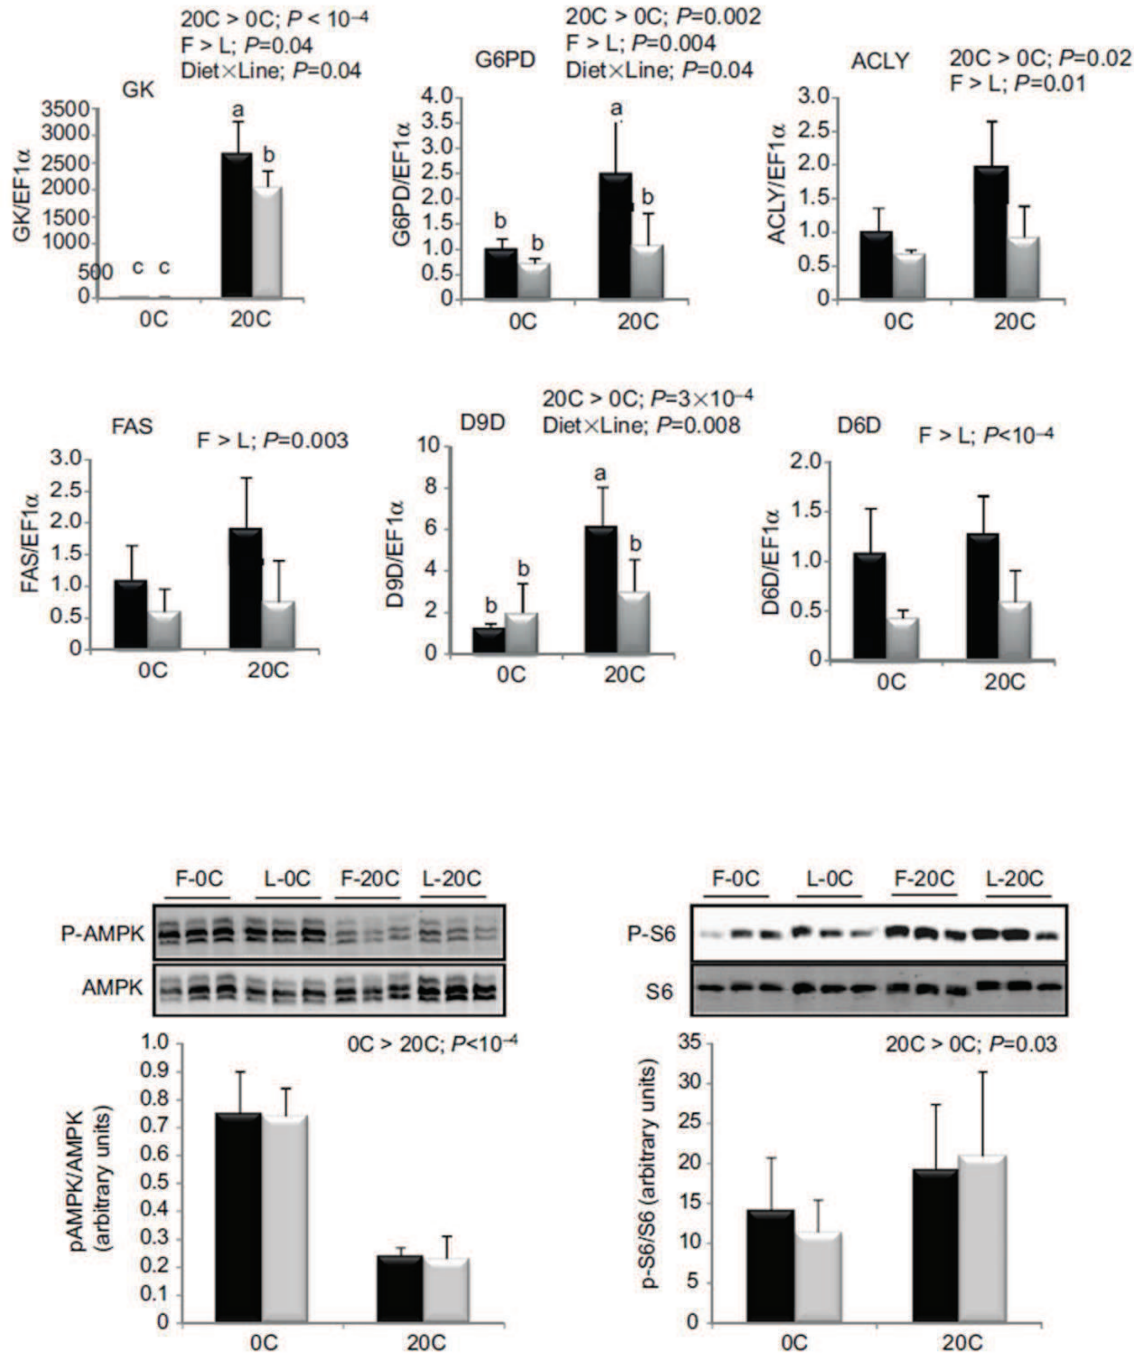 GK
20C > 0C; P < 10–4
F > L; P=0.04
Diet×Line; P=0.04
GK/EF1α
3500
3000
2500
2000
1500
1000
500
0
c c
a
b
0C 20C
G6PD
20C > 0C; P=0.002
F > L; P=0.004
Diet×Line; P=0.04
G6PD/EF1α
4.0
3.5
3.0
2.5
2.0
1.5
1.0
0.5
0
b
b
a
b
0C 20C
ACLY
20C > 0C; P=0.02
F > L; P=0.01
ACLY/EF1α
3.0
2.5
2.0
1.5
1.0
0.5
0
0C 20C
FAS
F > L; P=0.003
FAS/EF1α
3.0
2.5
2.0
1.5
1.0
0.5
0
0C 20C
D9D
20C > 0C; P=3×10–4
Diet×Line; P=0.008
D9D/EF1α
10
8
6
4
2
0
b
b
a
b
0C 20C
D6D
F > L; P<10–4
D6D/EF1α
2.0
1.5
1.0
0.5
0
0C 20C
F-0C L-0C F-20C L-20C
P-AMPK
AMPK
0C > 20C; P<10–4
pAMPK/AMPK
(arbitrary units)
1.0
0.9
0.8
0.7
0.6
0.5
0.4
0.3
0.2
0.1
0
0C 20C
F-0C L-0C F-20C L-20C
P-S6
S6
20C > 0C; P=0.03
p-S6/S6 (arbitrary units)
35
30
25
20
15
10
5
0
0C 20C